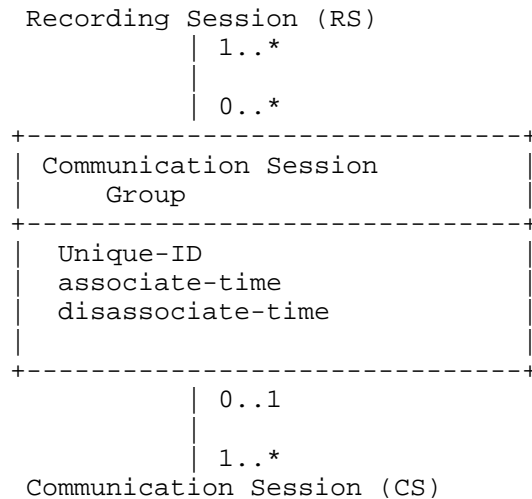 Recording Session (RS)
| 1..*
|
| 0..*
+-------------------------------+
| Communication Session |
| Group |
+-------------------------------+
| Unique-ID |
| associate-time |
| disassociate-time |
| |
+-------------------------------+
| 0..1
|
| 1..*
Communication Session (CS)